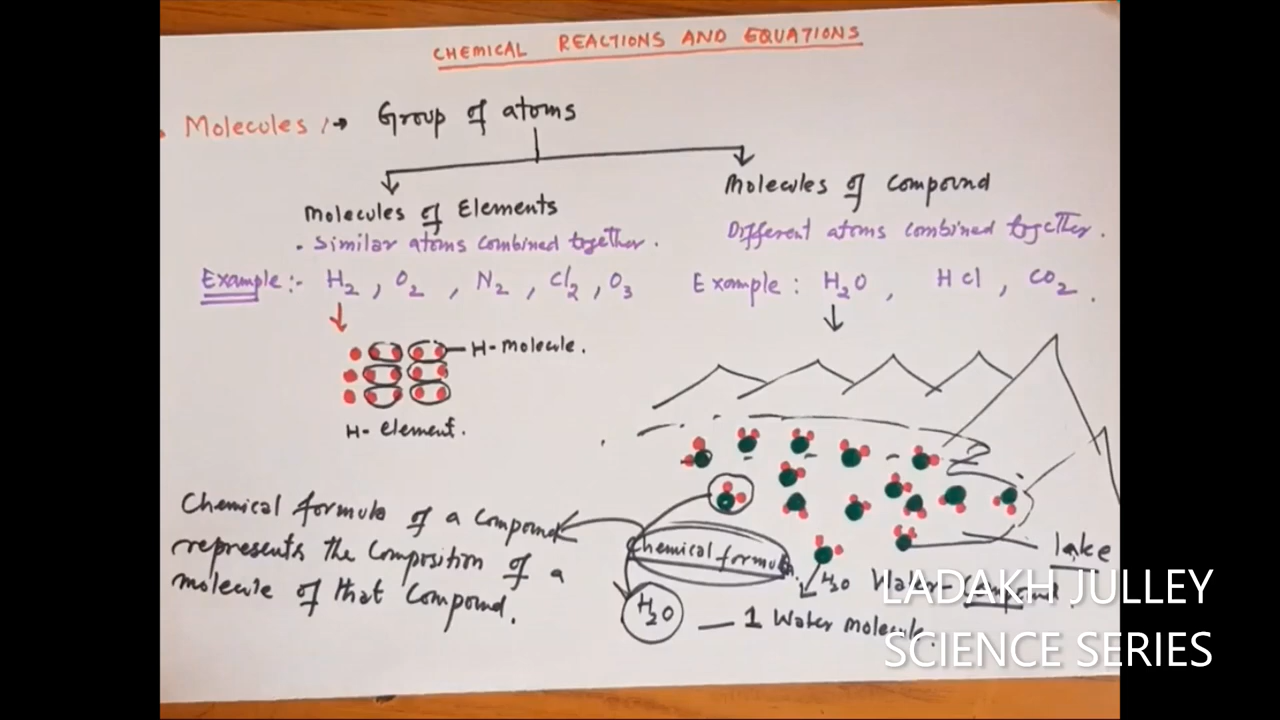 CHEMICAL REACTIONS AND EQUATIONS
Molecules :→ Group of atoms
Molecules of Elements
Molecules of Compound
. Similar atoms combined together.
Different atoms combined together.
Example :- H₂ , O₂ , N₂ , Cl₂ , O₃
Example : H₂O , HCl , CO₂ .
H- molecule.
H- element.
Chemical formula of a Compound
represents the Composition of a
molecule of that Compound.
Chemical formula
lake
H₂O Water
H₂O — 1 Water molecule.
LADAKH JULLEY
SCIENCE SERIES